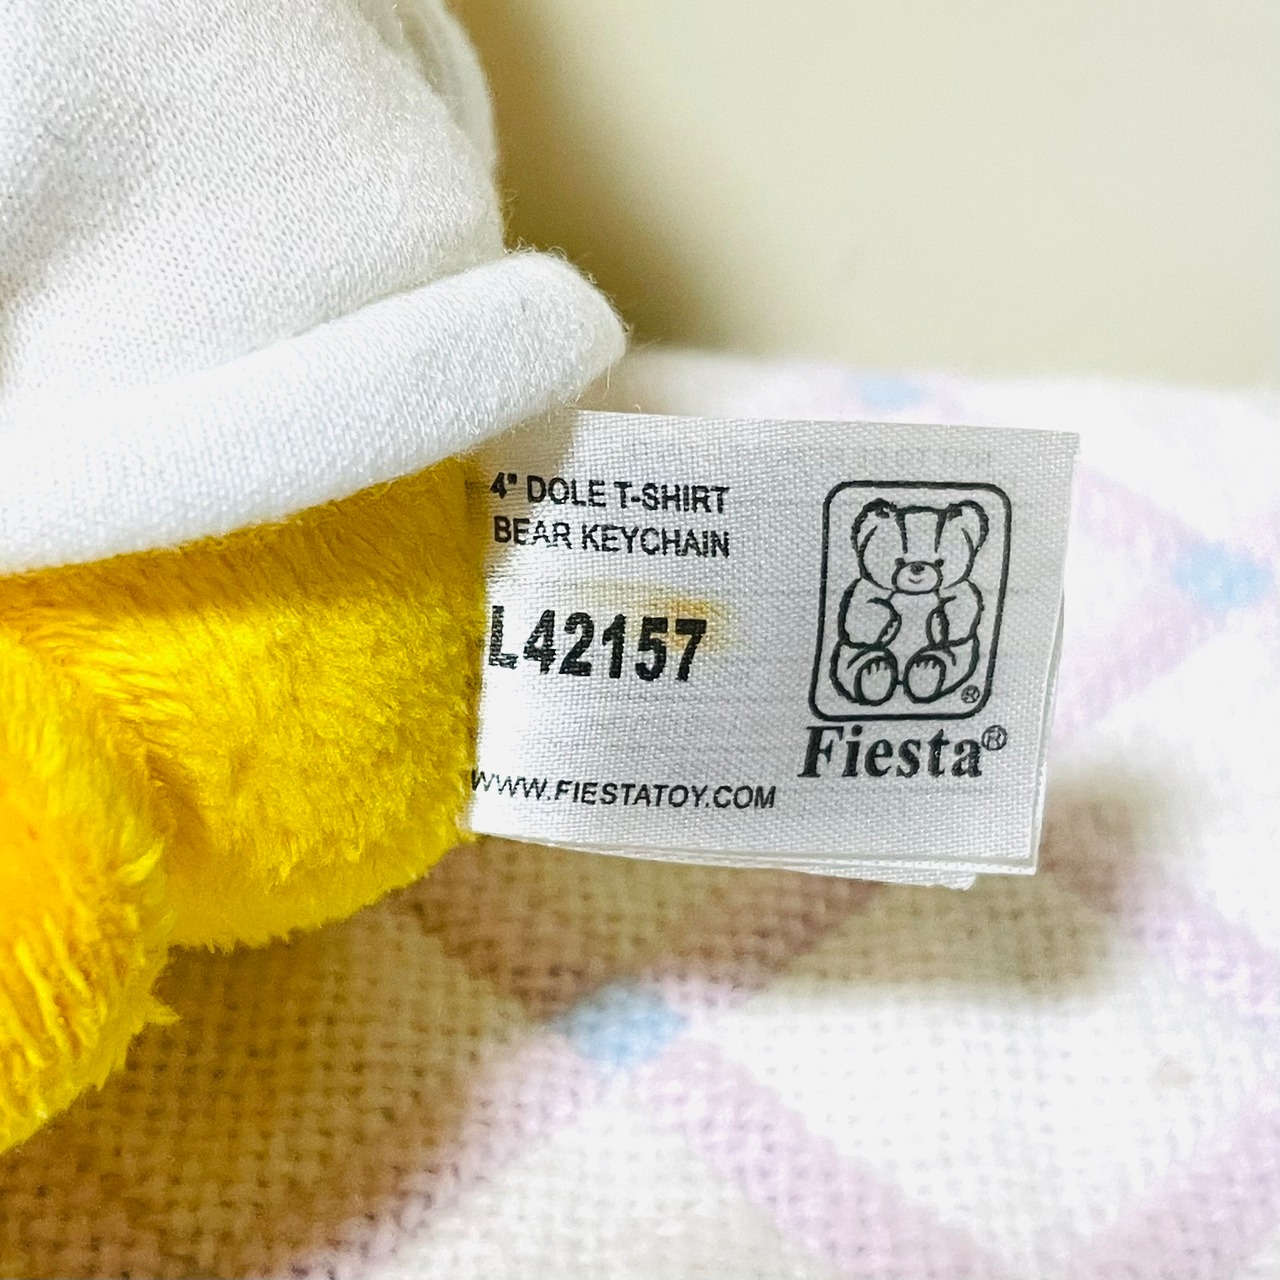 4" DOLE T-SHIRT
BEAR KEYCHAIN
L42157
WWW.FIESTATOY.COM
®
Fiesta®